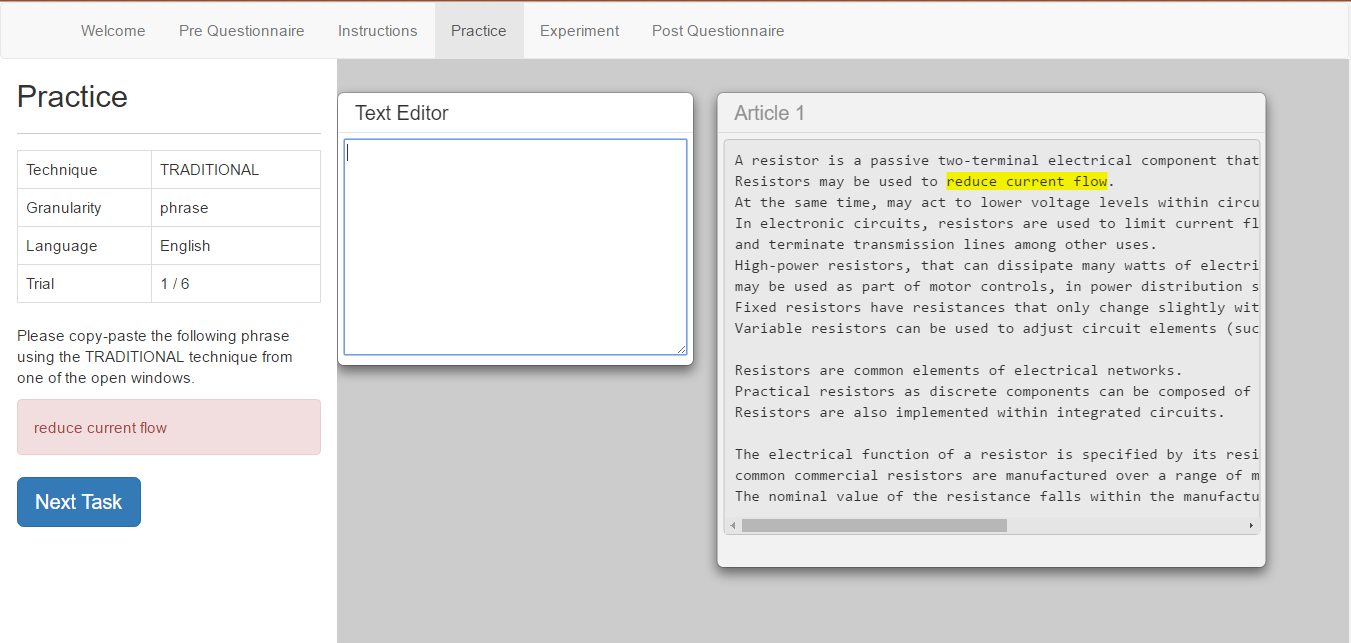 Welcome Pre Questionnaire Instructions Practice Experiment Post Questionnaire
Practice
Technique TRADITIONAL
Granularity phrase
Language English
Trial 1 / 6
Please copy-paste the following phrase
using the TRADITIONAL technique from
one of the open windows.
reduce current flow
Next Task
Text Editor
Article 1
A resistor is a passive two-terminal electrical component that
Resistors may be used to reduce current flow.
At the same time, may act to lower voltage levels within circu
In electronic circuits, resistors are used to limit current fl
and terminate transmission lines among other uses.
High-power resistors, that can dissipate many watts of electri
may be used as part of motor controls, in power distribution s
Fixed resistors have resistances that only change slightly wit
Variable resistors can be used to adjust circuit elements (suc
Resistors are common elements of electrical networks.
Practical resistors as discrete components can be composed of
Resistors are also implemented within integrated circuits.
The electrical function of a resistor is specified by its resi
common commercial resistors are manufactured over a range of m
The nominal value of the resistance falls within the manufactu